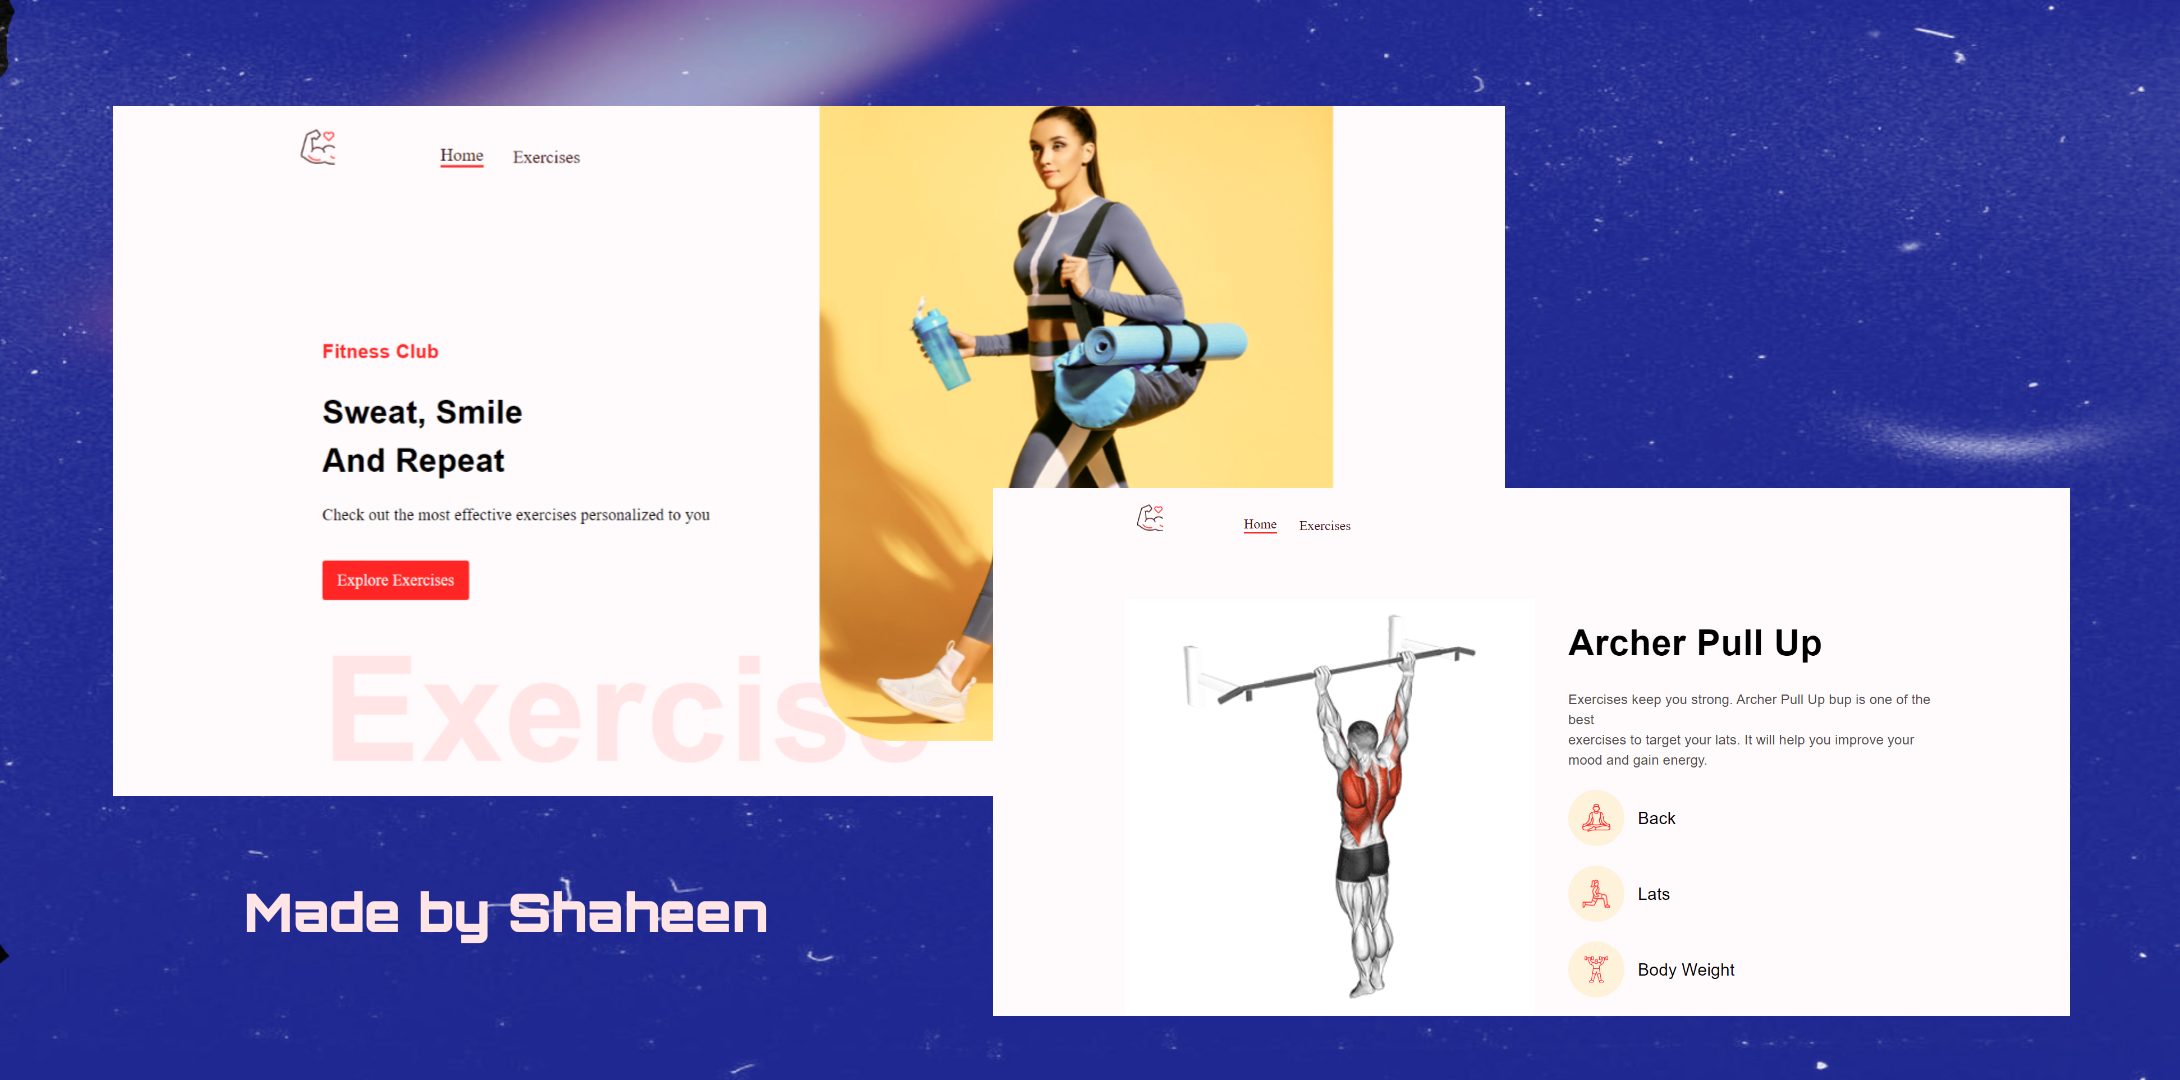 Home
Exercises
Fitness Club
Sweat, Smile
And Repeat
Check out the most effective exercises personalized to you
Explore Exercises
Exercise
Home
Exercises
Archer Pull Up
Exercises keep you strong. Archer Pull Up bup is one of the
best
exercises to target your lats. It will help you improve your
mood and gain energy.
Back
Lats
Body Weight
Made by Shaheen